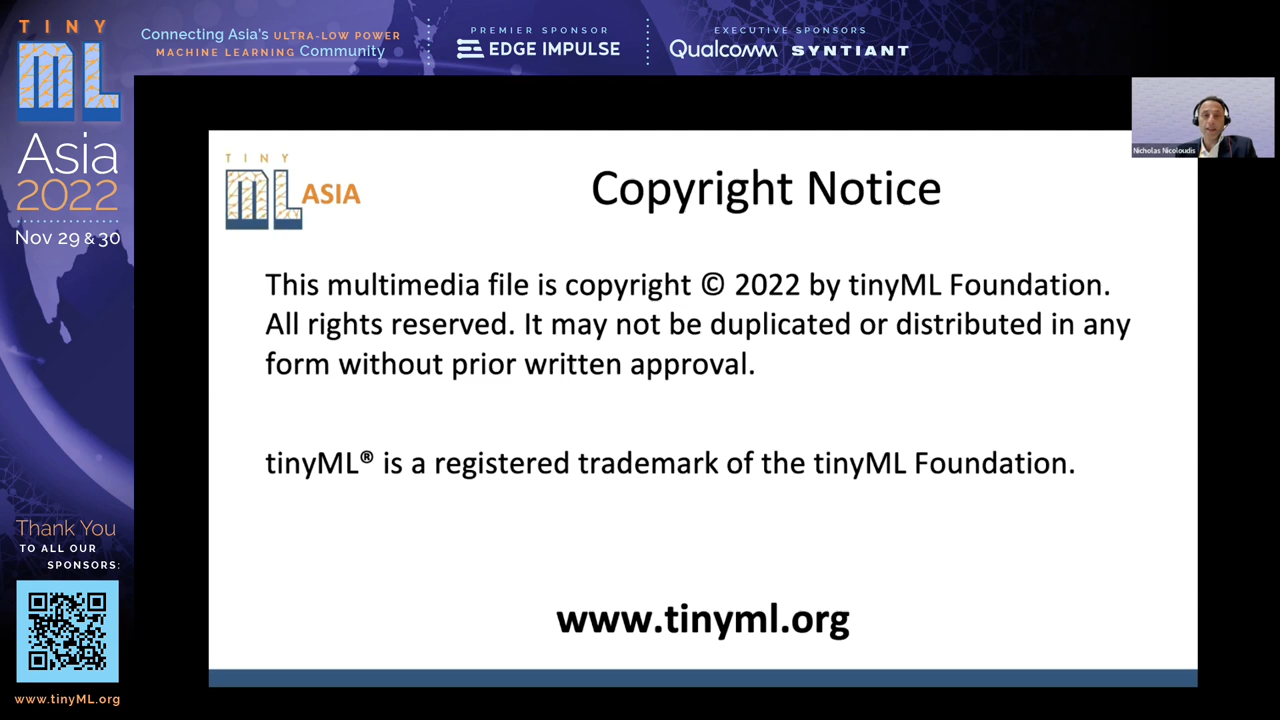 TINY
ML
Asia
2022
Nov 29 & 30
Connecting Asia's ULTRA-LOW POWER
MACHINE LEARNING Community
PREMIER SPONSOR
EDGE IMPULSE
EXECUTIVE SPONSORS
Qualcomm SYNTIANT
Nicholas Nicoloudis
TINY
ML ASIA
Copyright Notice
This multimedia file is copyright © 2022 by tinyML Foundation.
All rights reserved. It may not be duplicated or distributed in any
form without prior written approval.
tinyML® is a registered trademark of the tinyML Foundation.
www.tinyml.org
Thank You
TO ALL OUR
SPONSORS:
www.tinyML.org